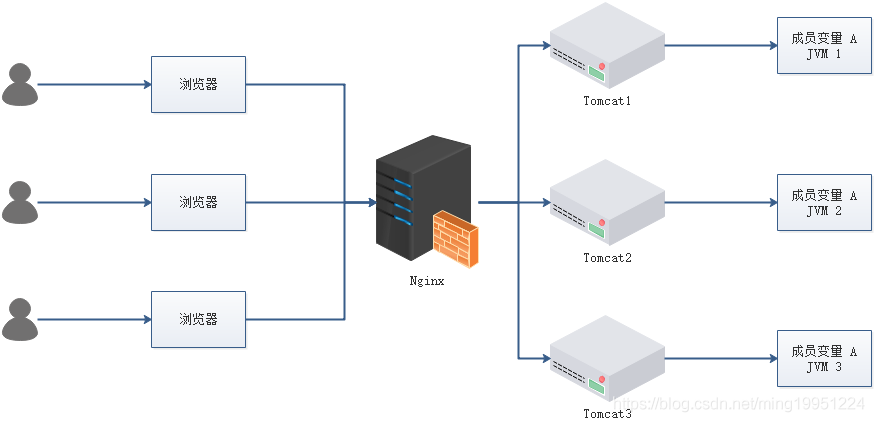 浏览器
浏览器
浏览器
Nginx
Tomcat1
Tomcat2
Tomcat3
成员变量 A
JVM 1
成员变量 A
JVM 2
成员变量 A
JVM 3
https://blog.csdn.net/ming19951224